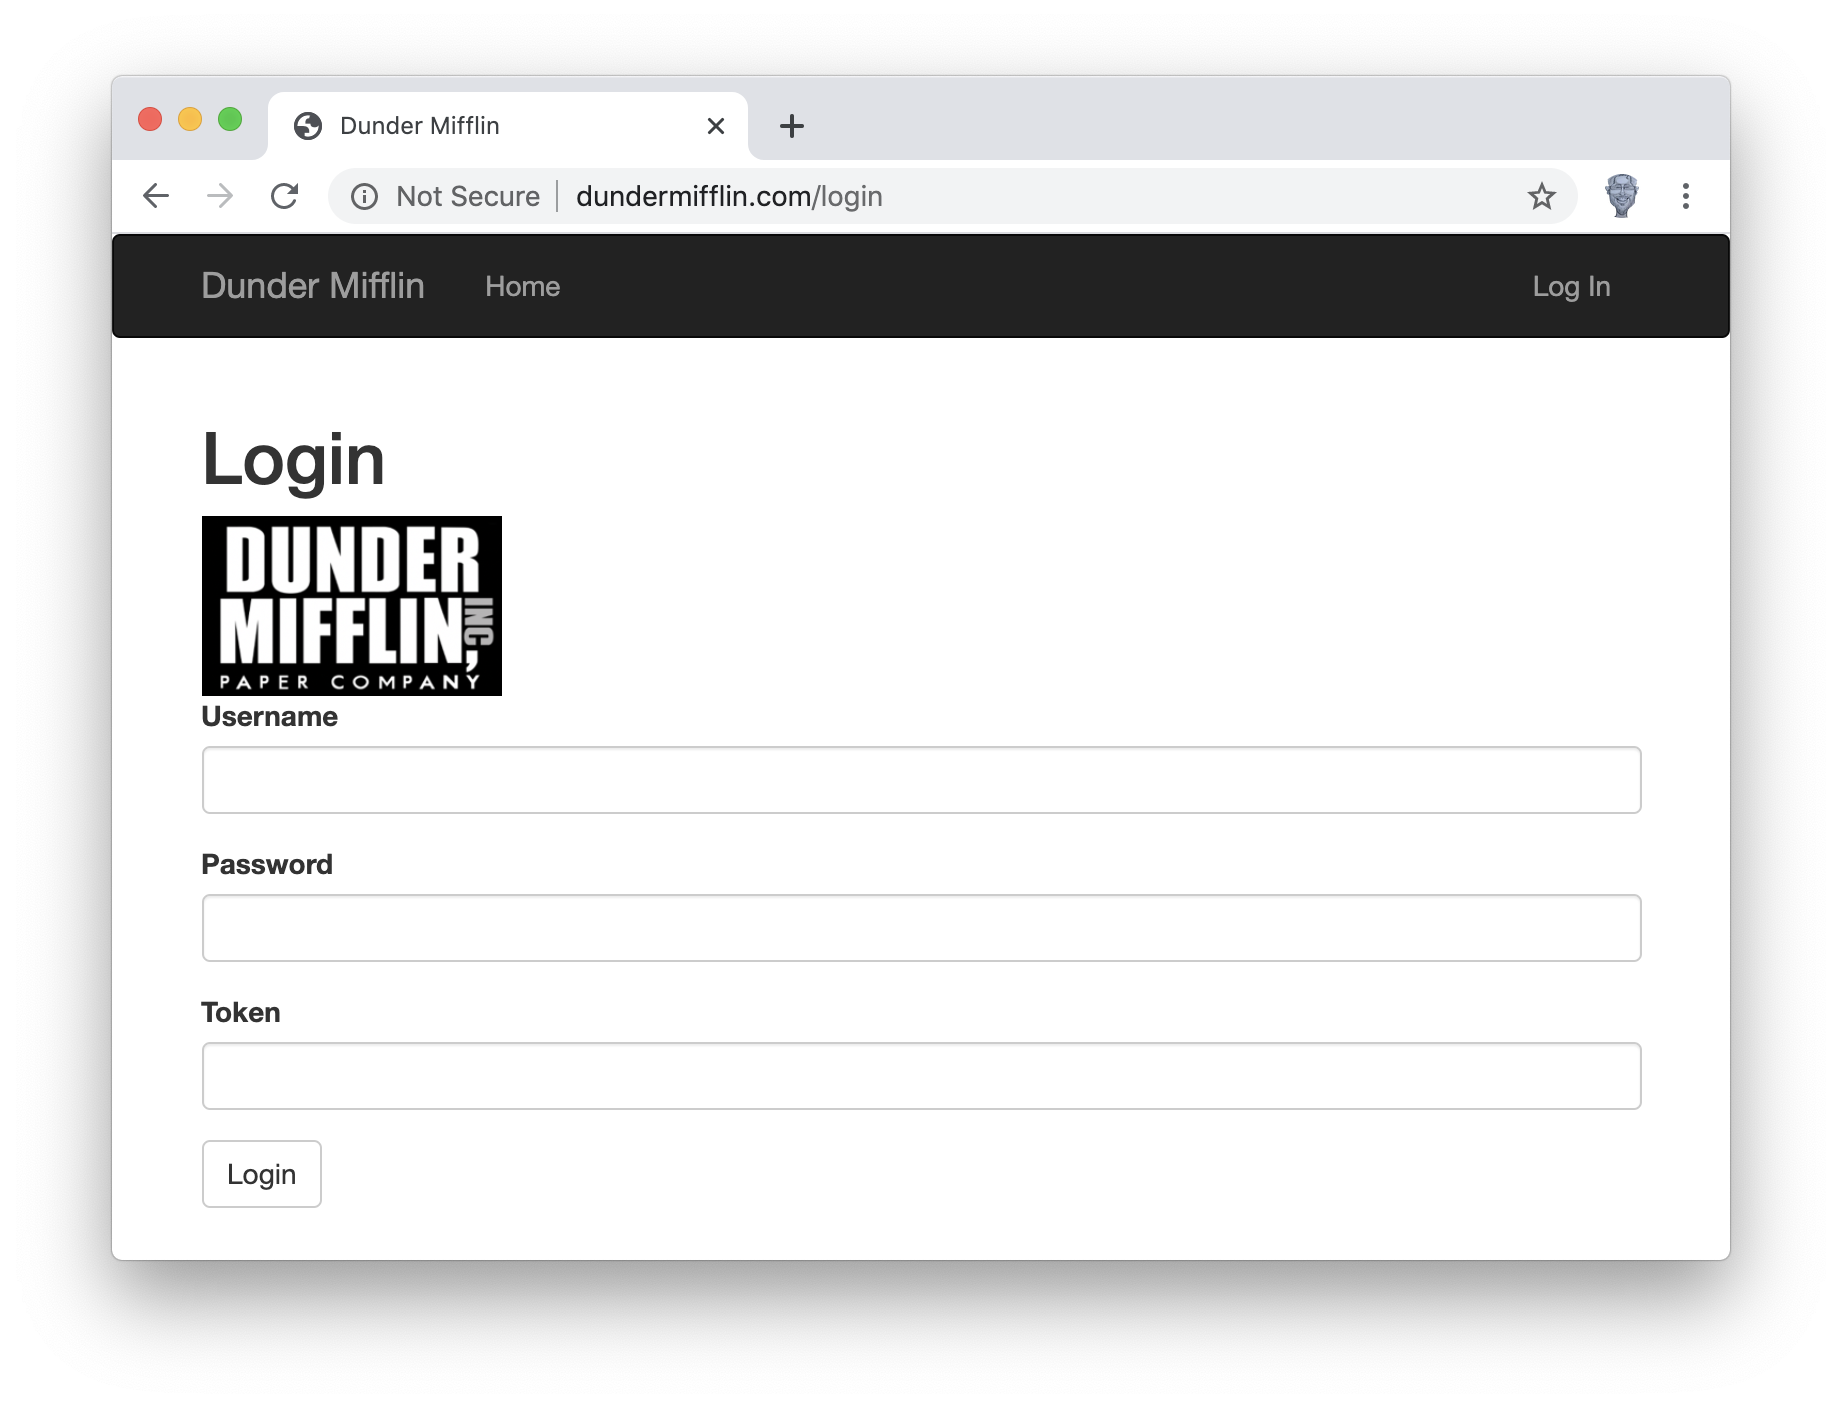 Dunder Mifflin
Not Secure dundermifflin.com/login
Dunder Mifflin Home Log In
Login
DUNDER
MIFFLIN, INC
PAPER COMPANY
Username
Password
Token
Login